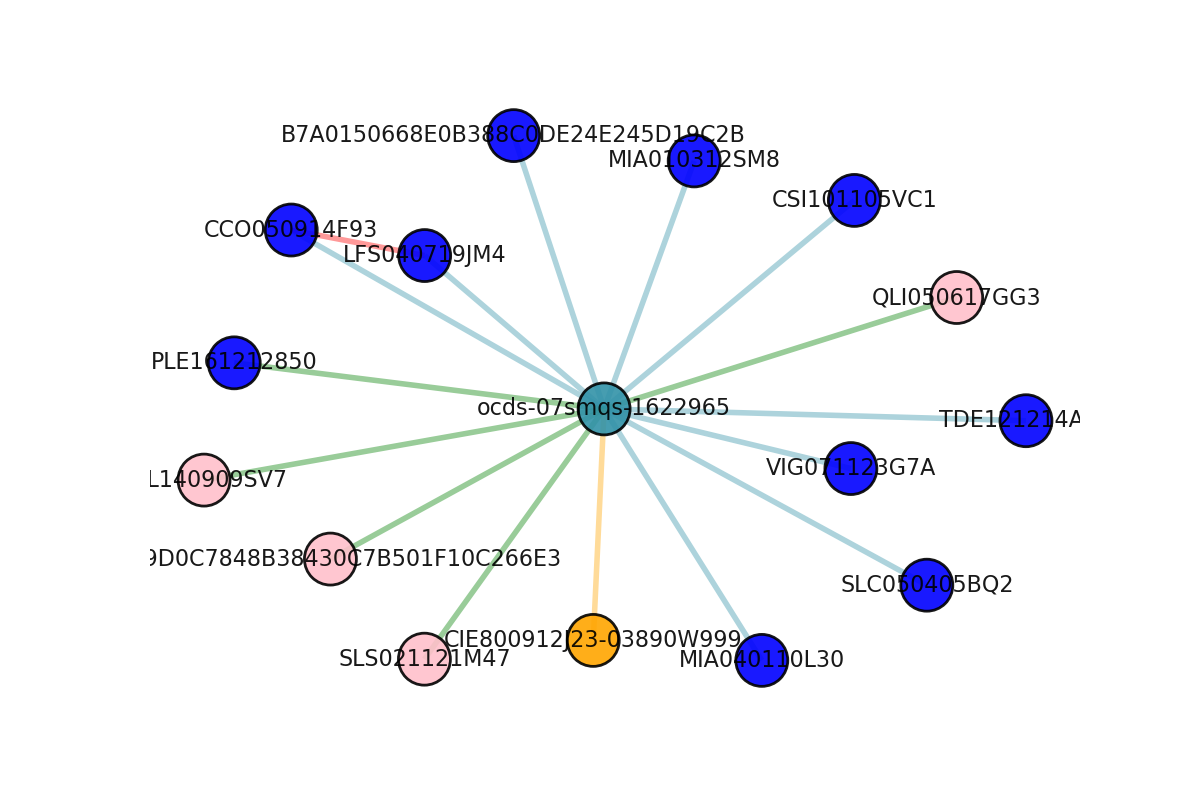 B7A0150668E0B388C0DE24E245D19C2B
MIA010312SM8
CSI101105VC1
CCO050914F93
LFS040719JM4
QLI050617GG3
PLE161212850
ocds-07smqs-1622965
TDE121214A
VIG071123G7A
L140909SV7
9D0C7848B38430C7B501F10C266E3
SLC050405BQ2
CIE800912J23-03890W999
SLS021121M47
MIA040110L30